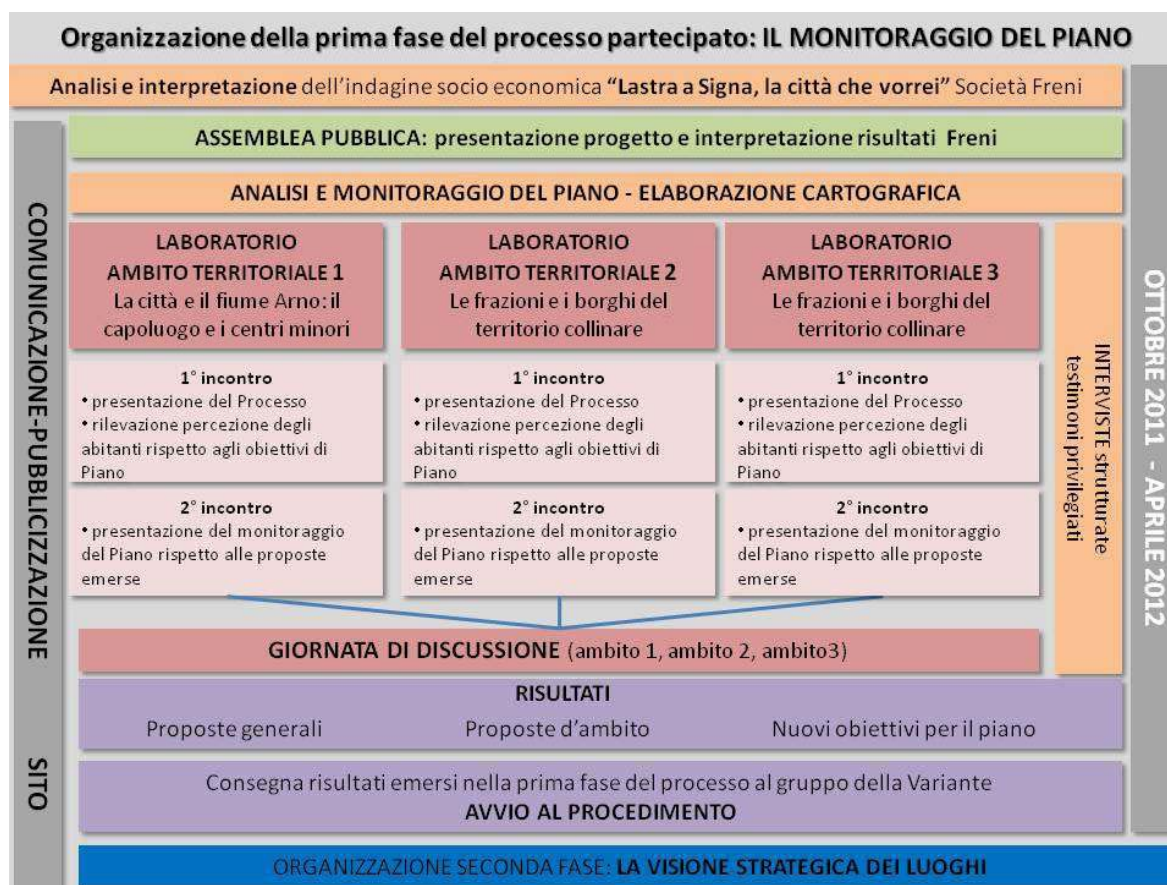 Organizzazione della prima fase del processo partecipato: IL MONITORAGGIO DEL PIANO
Analisi e interpretazione dell'indagine socio economica “Lastra a Signa, la città che vorrei” Società Freni
ASSEMBLEA PUBBLICA: presentazione progetto e interpretazione risultati Freni
ANALISI E MONITORAGGIO DEL PIANO - ELABORAZIONE CARTOGRAFICA
LABORATORIO
AMBITO TERRITORIALE 1
La città e il fiume Arno: il
capoluogo e i centri minori
LABORATORIO
AMBITO TERRITORIALE 2
Le frazioni e i borghi del
territorio collinare
LABORATORIO
AMBITO TERRITORIALE 3
Le frazioni e i borghi del
territorio collinare
1° incontro
• presentazione del Processo
• rilevazione percezione degli
abitanti rispetto agli obiettivi di
Piano
1° incontro
• presentazione del Processo
• rilevazione percezione degli
abitanti rispetto agli obiettivi di
Piano
1° incontro
• presentazione del Processo
• rilevazione percezione degli
abitanti rispetto agli obiettivi di
Piano
2° incontro
• presentazione del monitoraggio
del Piano rispetto alle proposte
emerse
2° incontro
• presentazione del monitoraggio
del Piano rispetto alle proposte
emerse
2° incontro
• presentazione del monitoraggio
del Piano rispetto alle proposte
emerse
GIORNATA DI DISCUSSIONE (ambito 1, ambito 2, ambito3)
INTERVISTE strutturate
testimoni privilegiati
COMUNICAZIONE-PUBBLICIZZAZIONE
SITO
OTTOBRE 2011 - APRILE 2012
RISULTATI
Proposte generali
Proposte d'ambito
Nuovi obiettivi per il piano
Consegna risultati emersi nella prima fase del processo al gruppo della Variante
AVVIO AL PROCEDIMENTO
ORGANIZZAZIONE SECONDA FASE: LA VISIONE STRATEGICA DEI LUOGHI